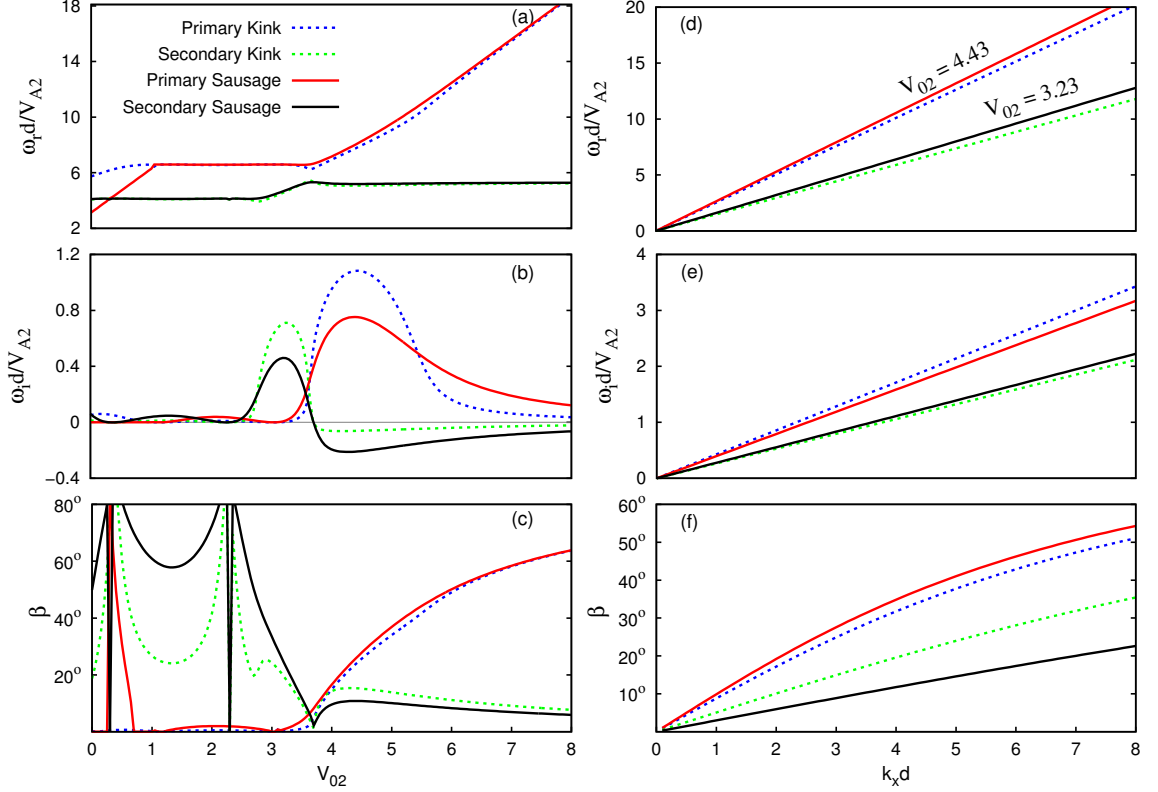 18
14
10
6
2
ω_r d/V_A2
(a)
Primary Kink
Secondary Kink
Primary Sausage
Secondary Sausage
20
15
10
5
0
ω_r d/V_A2
(d)
V_02 = 4.43
V_02 = 3.23
1.2
0.8
0.4
0
−0.4
ω_i d/V_A2
(b)
4
3
2
1
0
ω_i d/V_A2
(e)
80°
60°
40°
20°
β
(c)
0 1 2 3 4 5 6 7 8
V_02
60°
50°
40°
30°
20°
10°
β
(f)
0 1 2 3 4 5 6 7 8
k_x d